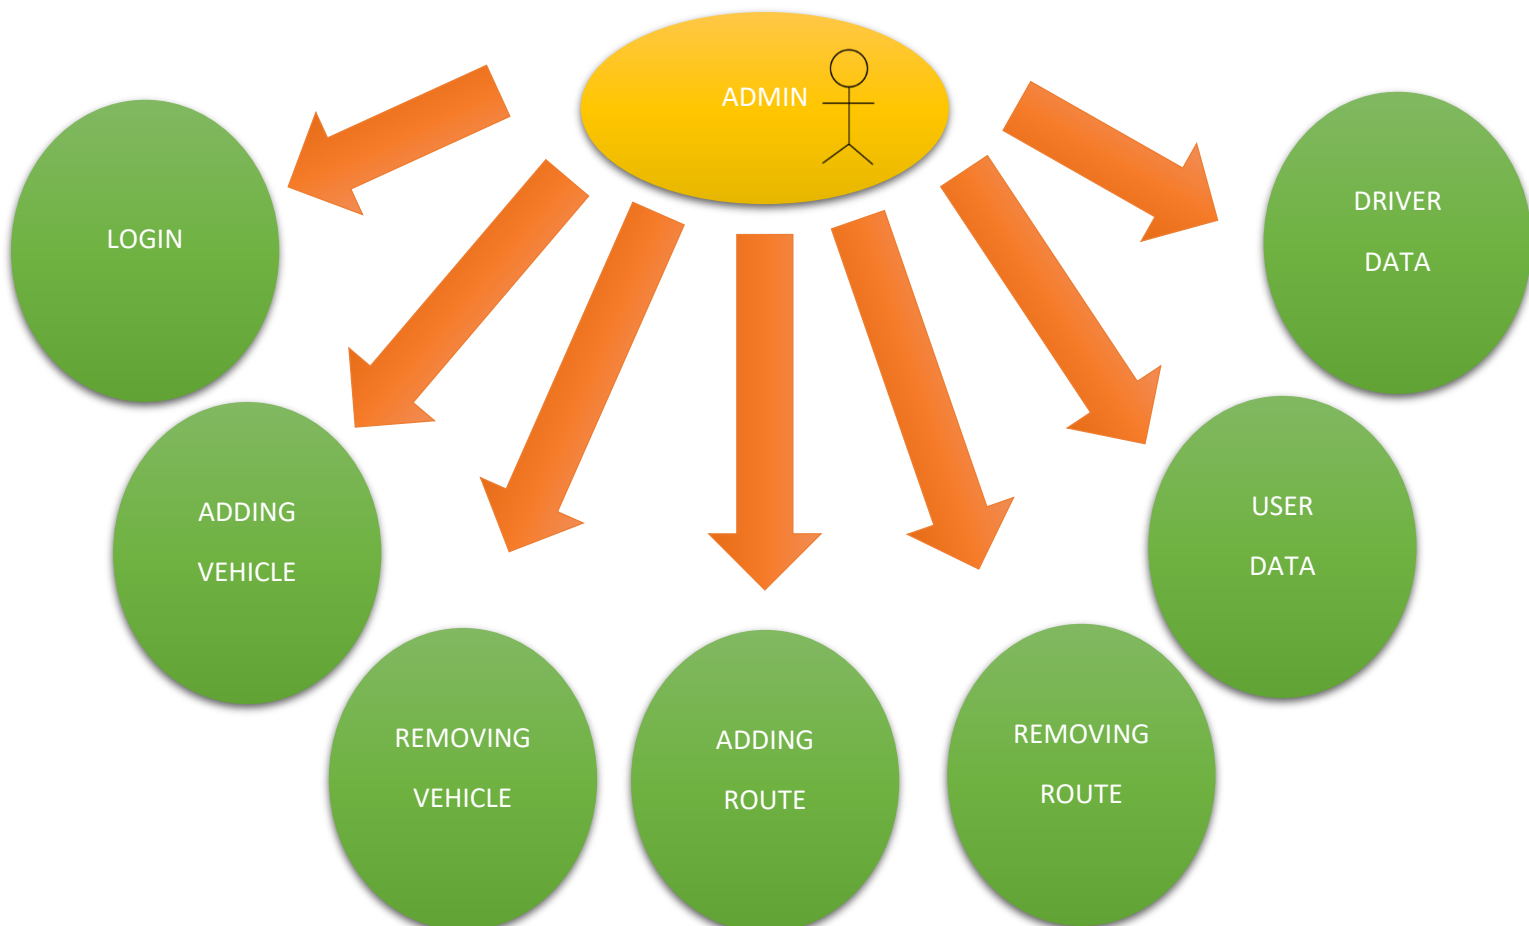 ADMIN
LOGIN
ADDING
VEHICLE
REMOVING
VEHICLE
ADDING
ROUTE
REMOVING
ROUTE
USER
DATA
DRIVER
DATA